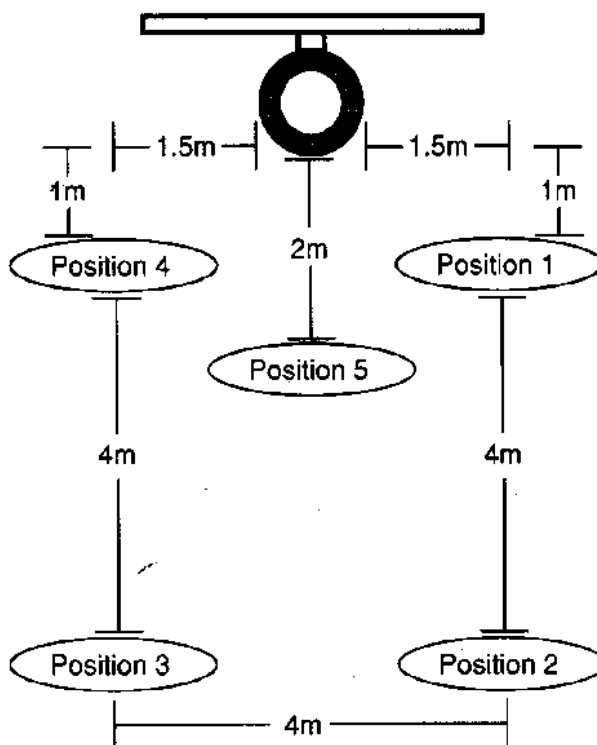 1.5m
1.5m
1m
1m
2m
Position 4
Position 1
Position 5
4m
4m
Position 3
Position 2
4m